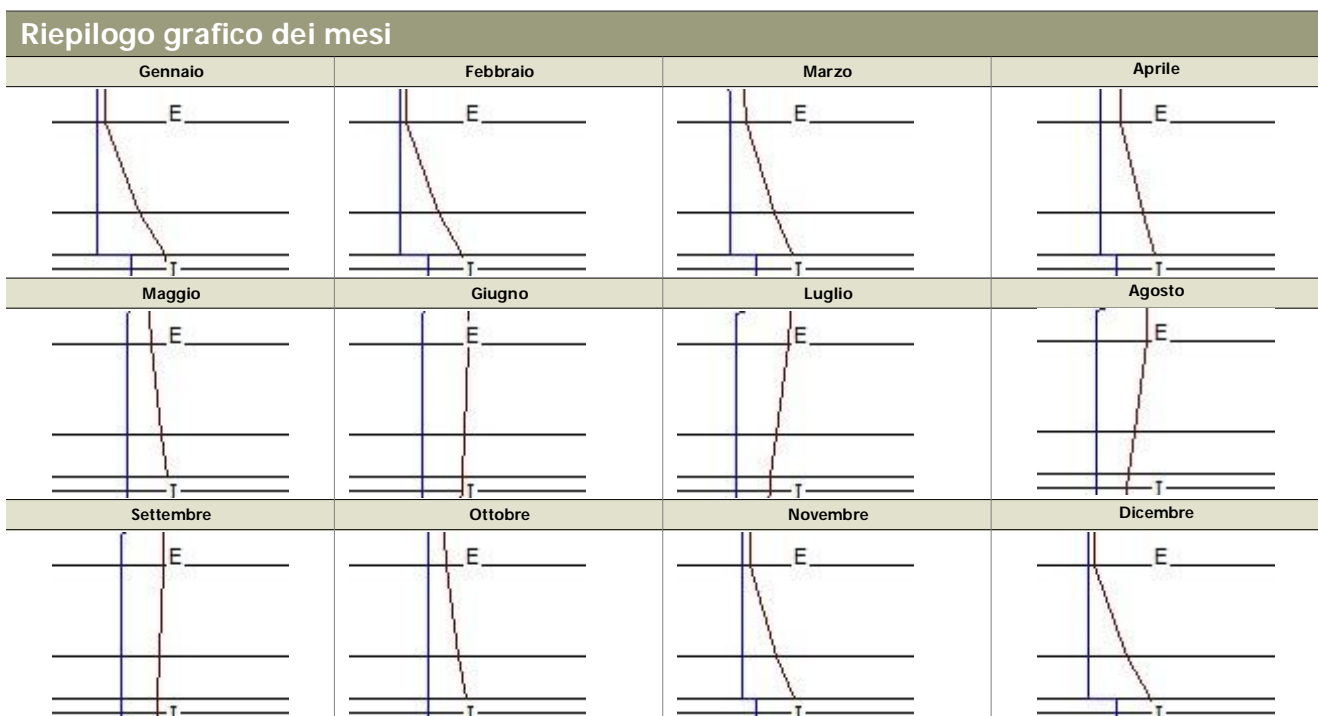 Riepilogo grafico dei mesi
Gennaio Febbraio Marzo Aprile
E E E E
I I I I
Maggio Giugno Luglio Agosto
E E E E
I I I I
Settembre Ottobre Novembre Dicembre
E E E E
I I I I